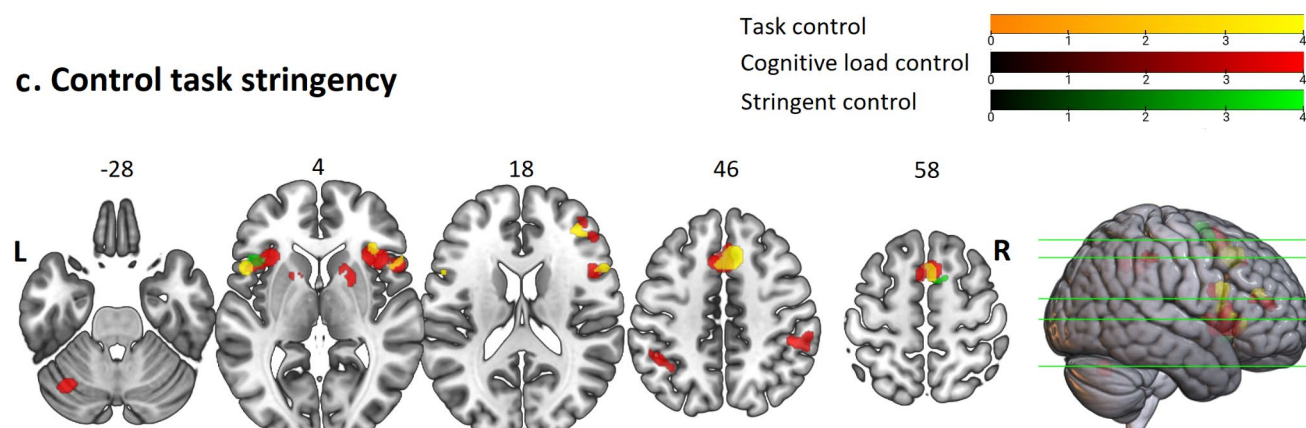 Task control
0 1 2 3 4
Cognitive load control
0 1 2 3 4
Stringent control
0 1 2 3 4
c. Control task stringency
-28 4 18 46 58
L R